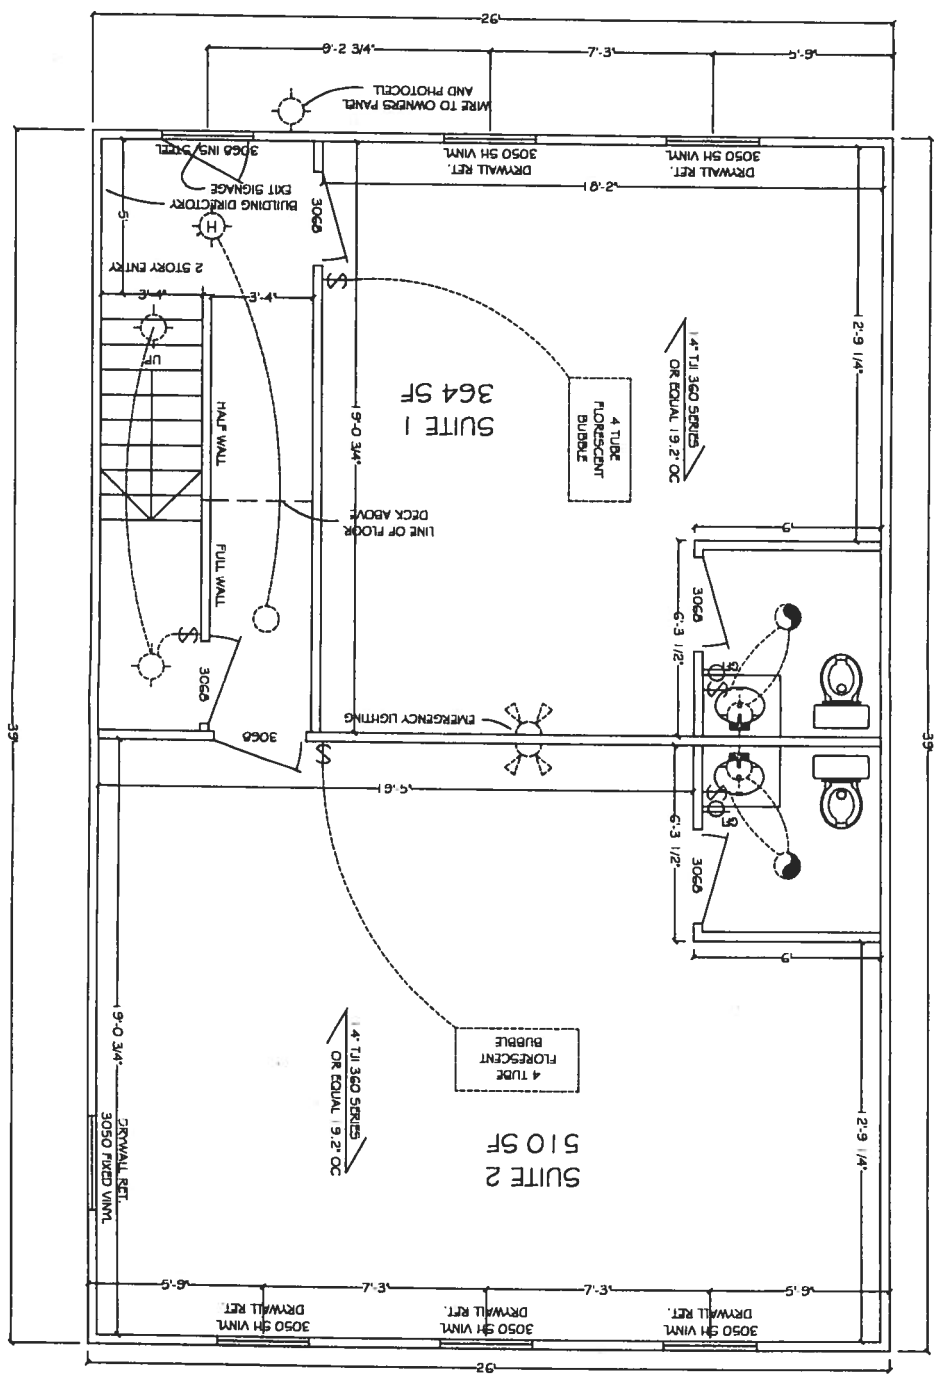 26'
9'-2 3/4"
7'-3"
5'-9"
WIRE TO OWNERS PANEL
AND PHOTOCELL
3068 INS. STEEL
3050 SH VINYL
DRYWALL RET.
3050 SH VINYL
DRYWALL RET.
EXIT SIGNAGE
BUILDING DIRECTORY
H
5'
3068
18'-2"
2 STORY ENTRY
3'-4"
3'-4"
S
UP
12'-9 1/4"
14" TJI 360 SERIES
OR EQUAL 19.2" OC
SUITE 1
364 SF
4 TUBE
FLORESCENT
BUBBLE
19'-0 3/4"
HALF WALL
LINE OF FLOOR
DECK ABOVE
FULL WALL
6'
3068
6'-3 1/2"
S
3068
3068
EMERGENCY LIGHTING
GFI
S
39'
39'
S
19'-5"
GFI
S
6'-3 1/2"
3068
6'
19'-0 3/4"
14" TJI 360 SERIES
OR EQUAL 19.2" OC
4 TUBE
FLORESCENT
BUBBLE
SUITE 2
510 SF
12'-9 1/4"
DRYWALL RET.
3050 FIXED VINYL
5'-9"
7'-3"
7'-3"
5'-9"
3050 SH VINYL
DRYWALL RET.
3050 SH VINYL
DRYWALL RET.
3050 SH VINYL
DRYWALL RET.
26'